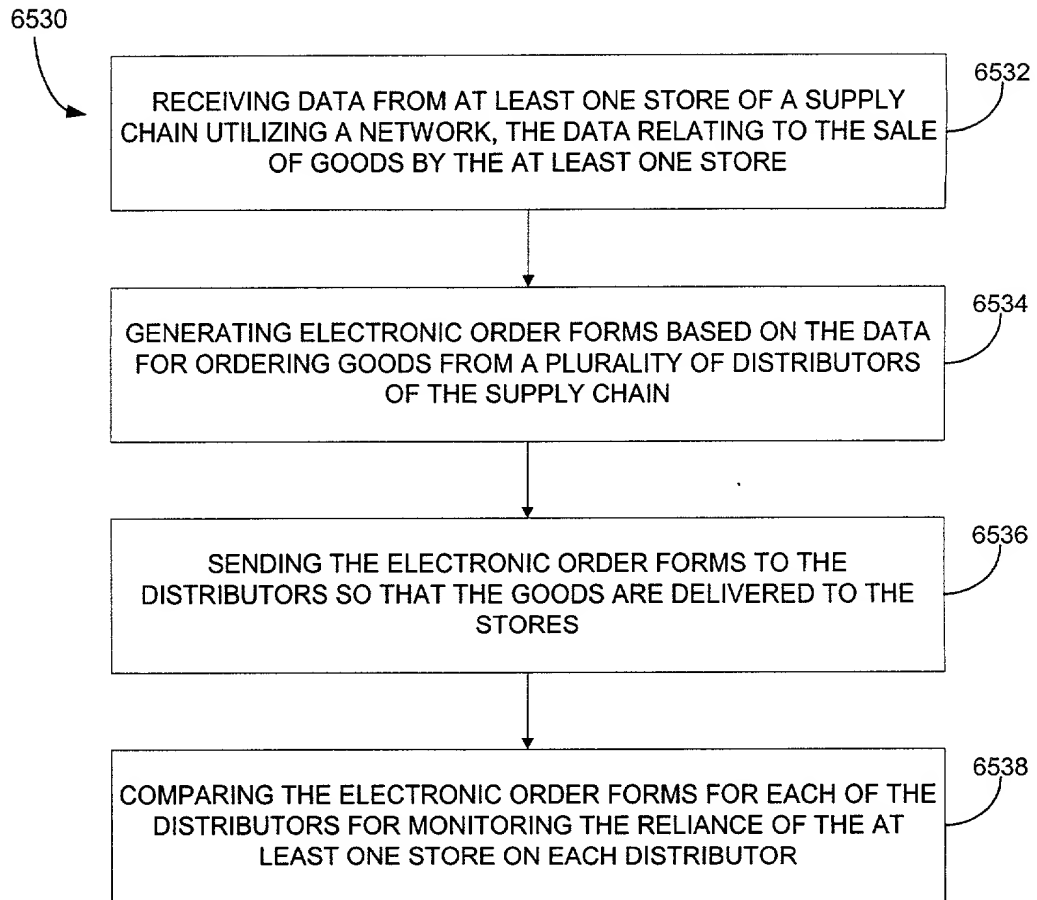 6530
6532
RECEIVING DATA FROM AT LEAST ONE STORE OF A SUPPLY
CHAIN UTILIZING A NETWORK, THE DATA RELATING TO THE SALE
OF GOODS BY THE AT LEAST ONE STORE
6534
GENERATING ELECTRONIC ORDER FORMS BASED ON THE DATA
FOR ORDERING GOODS FROM A PLURALITY OF DISTRIBUTORS
OF THE SUPPLY CHAIN
6536
SENDING THE ELECTRONIC ORDER FORMS TO THE
DISTRIBUTORS SO THAT THE GOODS ARE DELIVERED TO THE
STORES
6538
COMPARING THE ELECTRONIC ORDER FORMS FOR EACH OF THE
DISTRIBUTORS FOR MONITORING THE RELIANCE OF THE AT
LEAST ONE STORE ON EACH DISTRIBUTOR